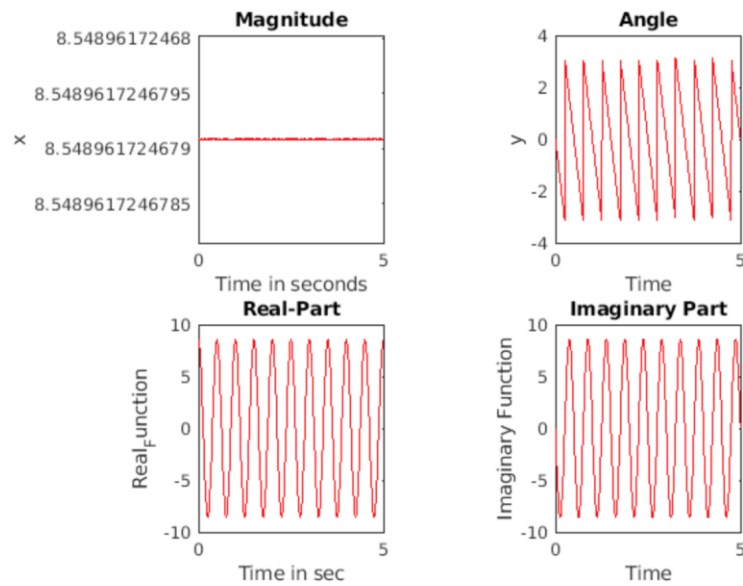 Magnitude
8.54896172468
8.5489617246795
8.548961724679
8.5489617246785
x
0
5
Time in seconds
Angle
4
2
0
-2
-4
y
0
5
Time
Real-Part
10
5
0
-5
-10
Real_Function
0
5
Time in sec
Imaginary Part
10
5
0
-5
-10
Imaginary Function
0
5
Time